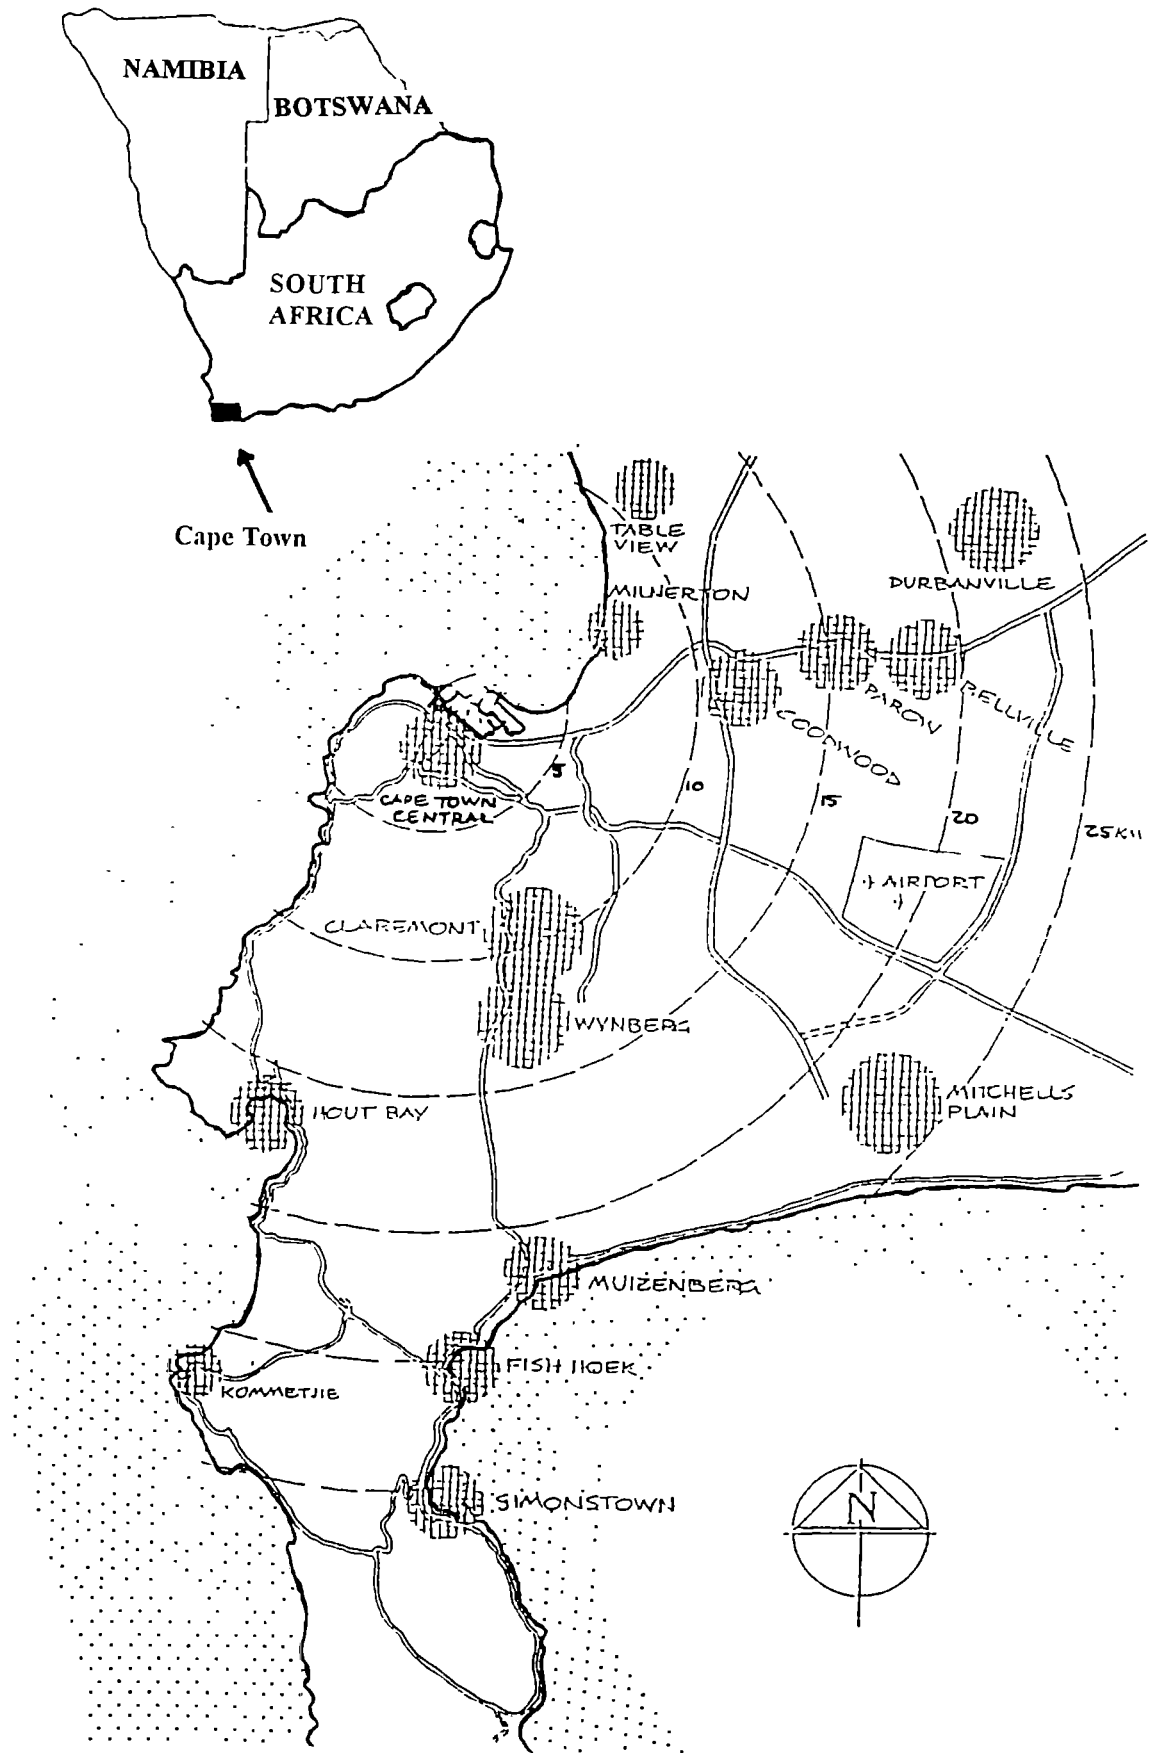 NAMIBIA
BOTSWANA
SOUTH
AFRICA
Cape Town
TABLE
VIEW
DURBANVILLE
MILNERTON
PAROW
BELLVILLE
GOODWOOD
CAPE TOWN
CENTRAL
5
10
15
20
25KM
AIRPORT
CLAREMONT
WYNBERG
HOUT BAY
MITCHELLS
PLAIN
MUIZENBERG
FISH HOEK
KOMMETJIE
SIMONSTOWN
N